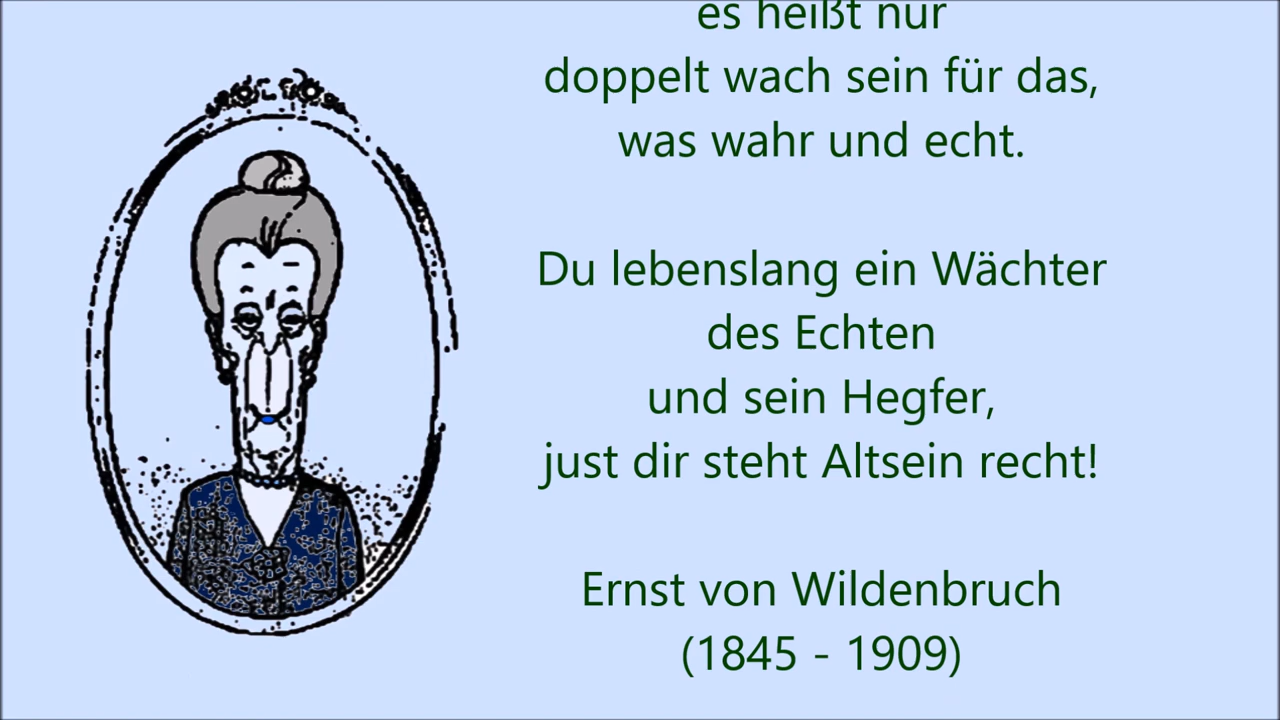 es heißt nur
doppelt wach sein für das,
was wahr und echt.
Du lebenslang ein Wächter
des Echten
und sein Hegfer,
just dir steht Altsein recht!
Ernst von Wildenbruch
(1845 - 1909)